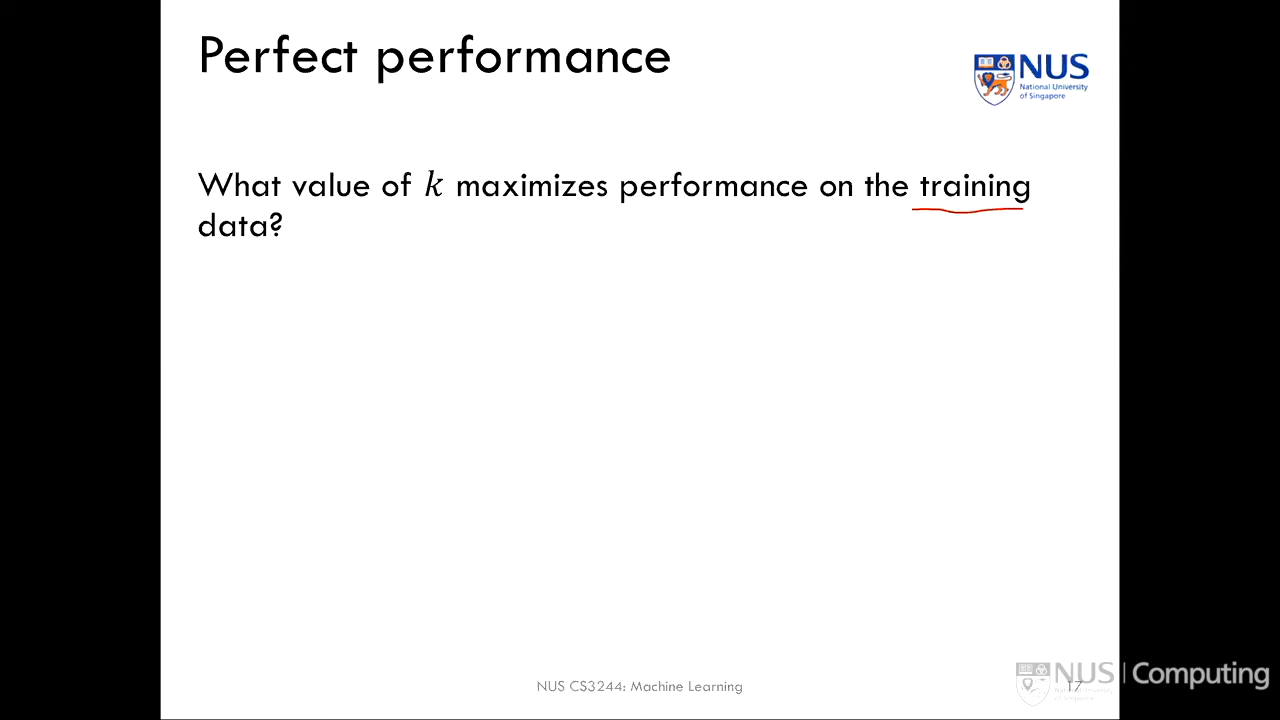 Perfect performance
NUS
National University
of Singapore
What value of k maximizes performance on the training
data?
NUS CS3244: Machine Learning
17
NUS | Computing